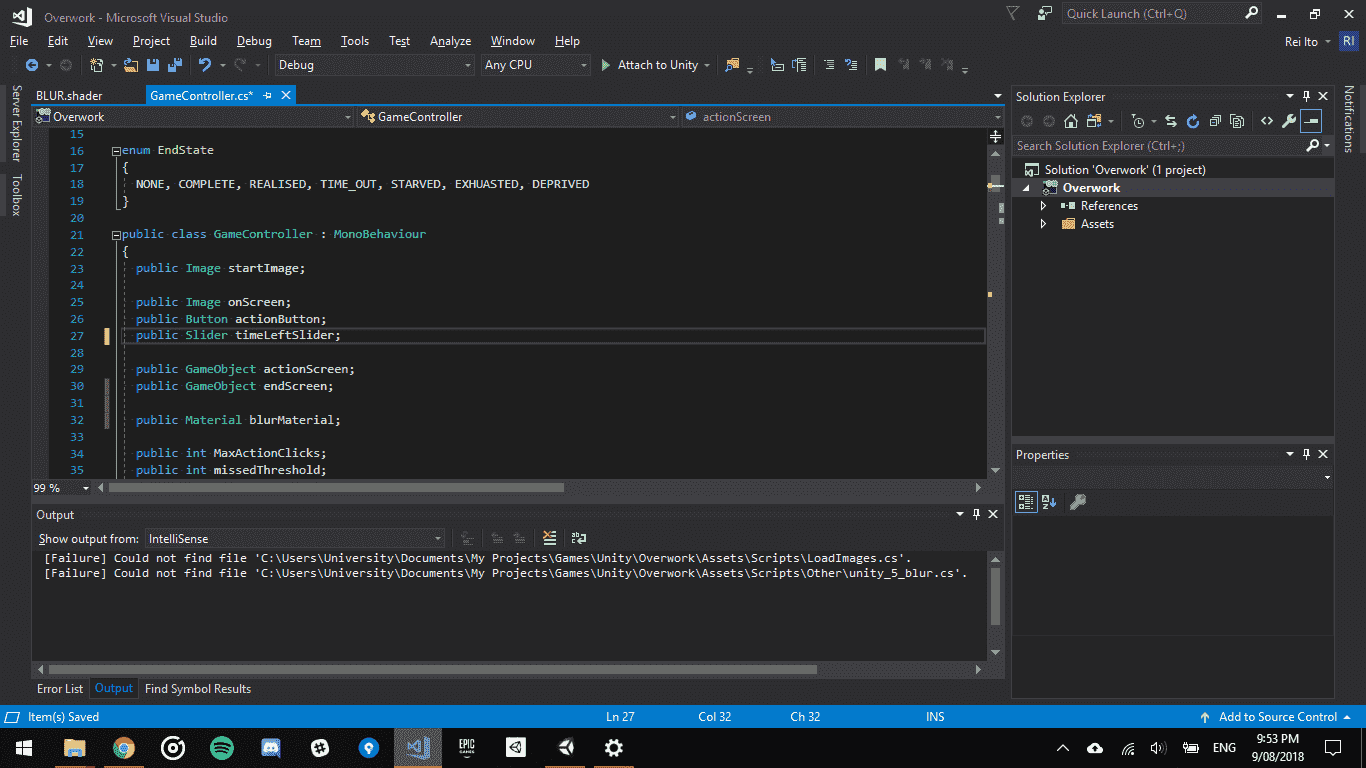 Overwork - Microsoft Visual Studio
Quick Launch (Ctrl+Q)
File Edit View Project Build Debug Team Tools Test Analyze Window Help
Rei Ito RI
Debug Any CPU Attach to Unity
Server Explorer
Toolbox
BLUR.shader GameController.cs*
Overwork GameController actionScreen
15
16 enum EndState
17 {
18 NONE, COMPLETE, REALISED, TIME_OUT, STARVED, EXHUASTED, DEPRIVED
19 }
20
21 public class GameController : MonoBehaviour
22 {
23 public Image startImage;
24
25 public Image onScreen;
26 public Button actionButton;
27 public Slider timeLeftSlider;
28
29 public GameObject actionScreen;
30 public GameObject endScreen;
31
32 public Material blurMaterial;
33
34 public int MaxActionClicks;
35 public int missedThreshold;
99 %
Output
Show output from: IntelliSense
[Failure] Could not find file 'C:\Users\University\Documents\My Projects\Games\Unity\Overwork\Assets\Scripts\LoadImages.cs'.
[Failure] Could not find file 'C:\Users\University\Documents\My Projects\Games\Unity\Overwork\Assets\Scripts\Other\unity_5_blur.cs'.
Error List Output Find Symbol Results
Solution Explorer
Search Solution Explorer (Ctrl+;)
Solution 'Overwork' (1 project)
Overwork
References
Assets
Properties
Notifications
Item(s) Saved Ln 27 Col 32 Ch 32 INS Add to Source Control
EPIC GAMES
ENG
9:53 PM
9/08/2018